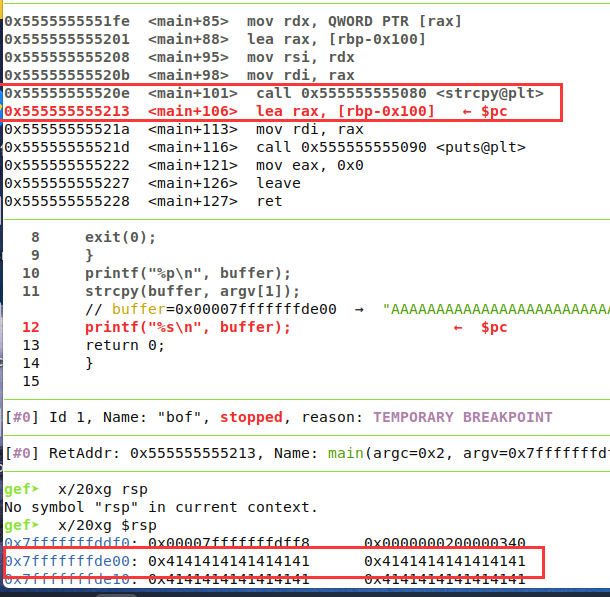 0x5555555551fe <main+85> mov rdx, QWORD PTR [rax]
0x555555555201 <main+88> lea rax, [rbp-0x100]
0x555555555208 <main+95> mov rsi, rdx
0x55555555520b <main+98> mov rdi, rax
0x55555555520e <main+101> call 0x555555555080 <strcpy@plt>
0x555555555213 <main+106> lea rax, [rbp-0x100] ← $pc
0x55555555521a <main+113> mov rdi, rax
0x55555555521d <main+116> call 0x555555555090 <puts@plt>
0x555555555222 <main+121> mov eax, 0x0
0x555555555227 <main+126> leave
0x555555555228 <main+127> ret
8 exit(0);
9 }
10 printf("%p\n", buffer);
11 strcpy(buffer, argv[1]);
// buffer=0x00007fffffffde00 → "AAAAAAAAAAAAAAAAAAAAAAAAA
12 printf("%s\n", buffer); ← $pc
13 return 0;
14 }
15
[#0] Id 1, Name: "bof", stopped, reason: TEMPORARY BREAKPOINT
[#0] RetAddr: 0x555555555213, Name: main(argc=0x2, argv=0x7fffffffdf
gef➤ x/20xg rsp
No symbol "rsp" in current context.
gef➤ x/20xg $rsp
0x7fffffffddf0: 0x00007fffffffdff8 0x0000000200000340
0x7fffffffde00: 0x4141414141414141 0x4141414141414141
0x7fffffffde10: 0x4141414141414141 0x4141414141414141